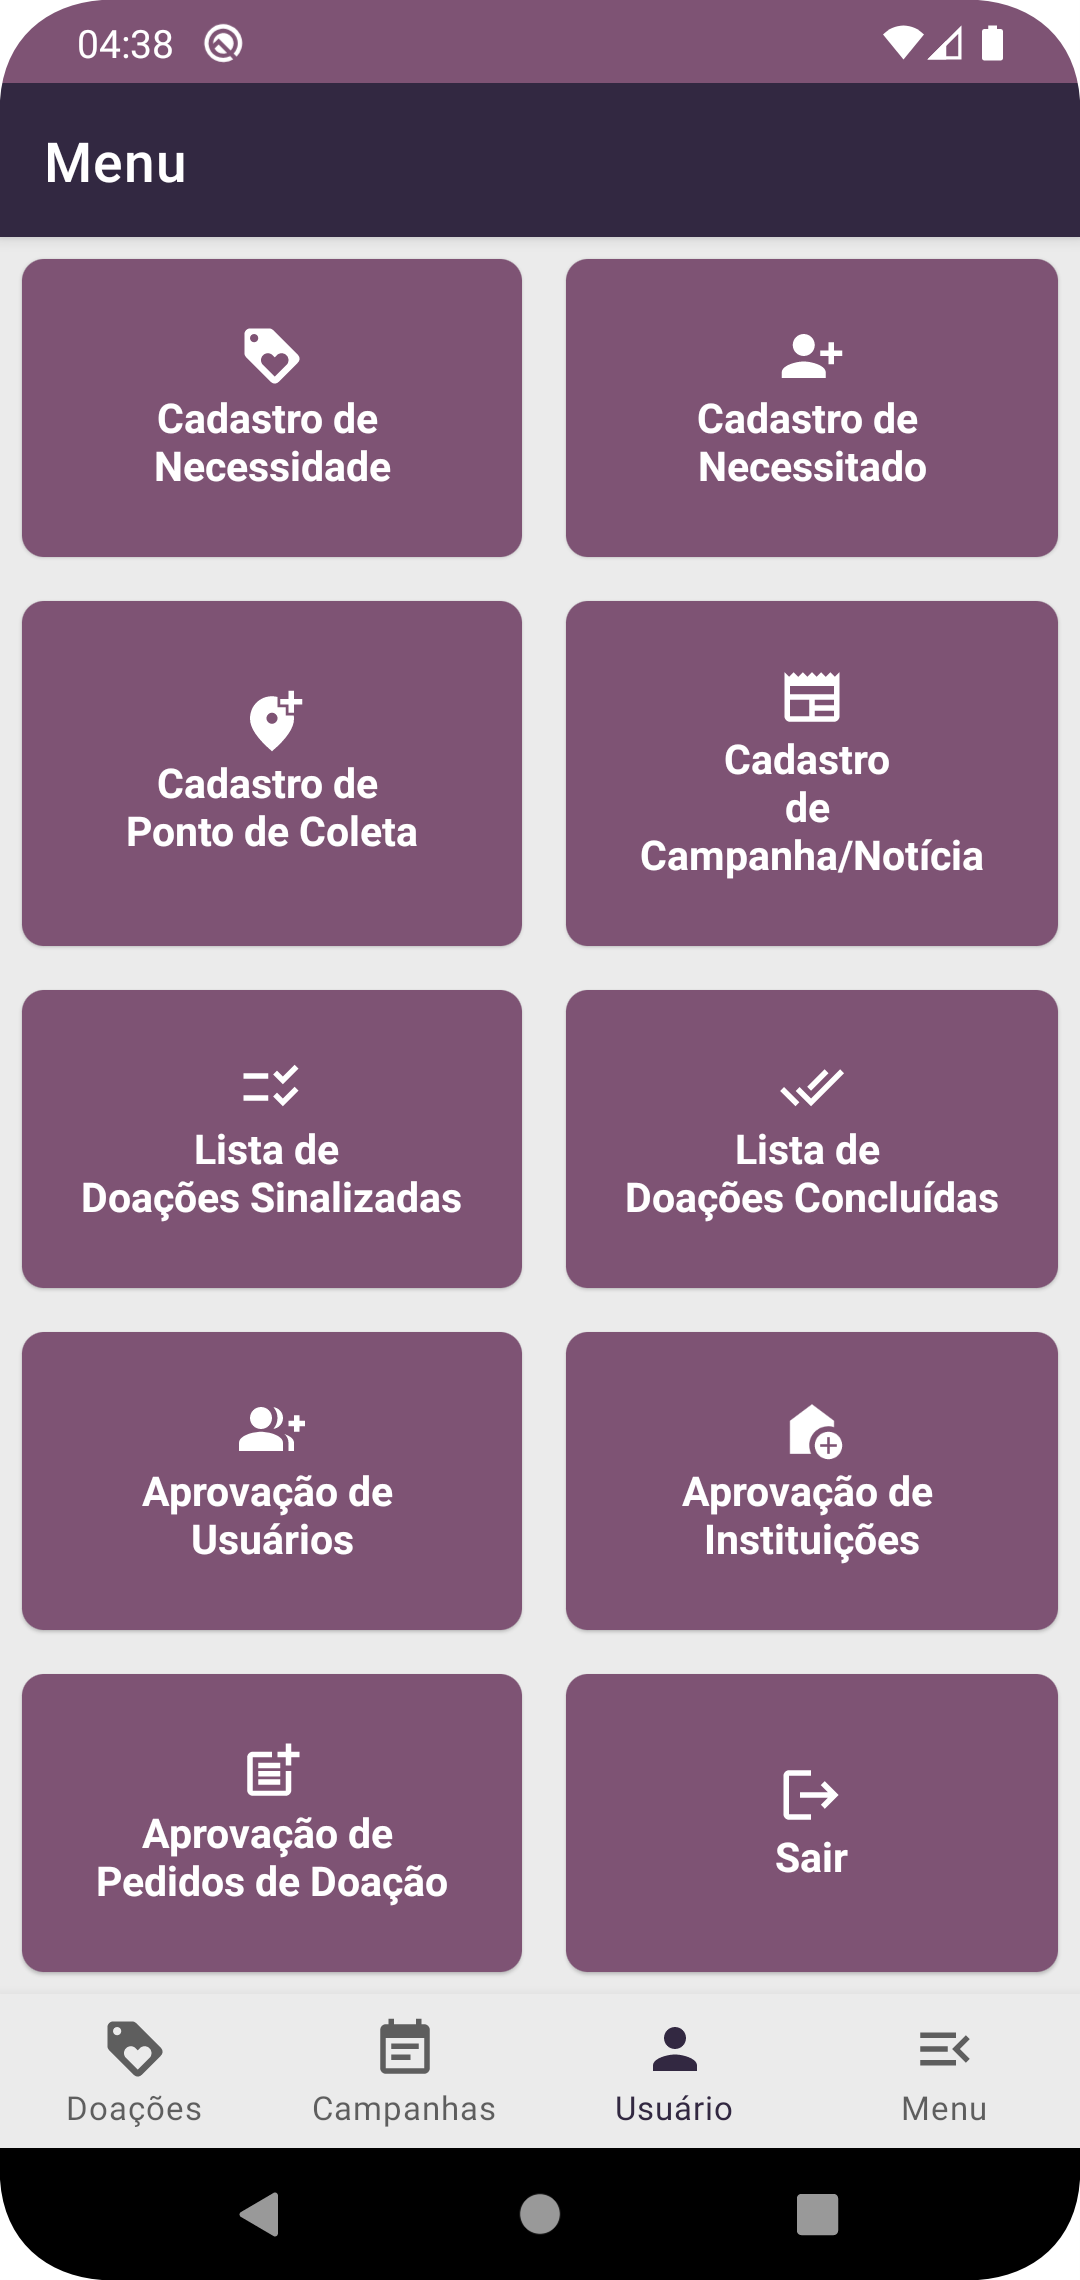 04:38
Menu
Cadastro de
Necessidade
Cadastro de
Necessitado
Cadastro de
Ponto de Coleta
Cadastro
de
Campanha/Notícia
Lista de
Doações Sinalizadas
Lista de
Doações Concluídas
Aprovação de
Usuários
Aprovação de
Instituições
Aprovação de
Pedidos de Doação
Sair
Doações
Campanhas
Usuário
Menu